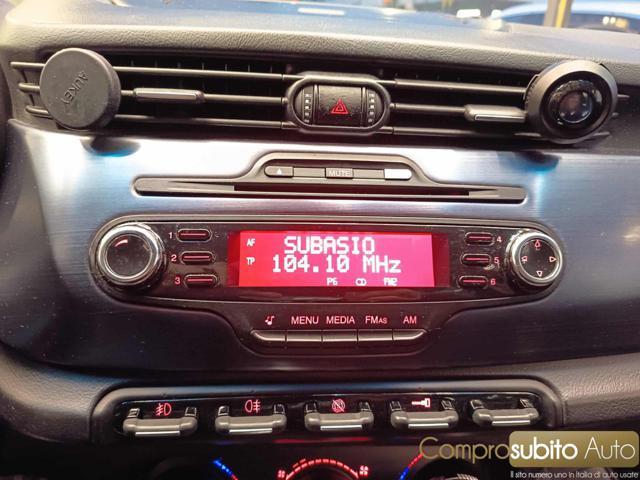 AUKEY
MUTE
1
2
3
AF
TP
SUBASIO
104.10 MHz
P6 CD
4
5
6
MENU MEDIA FMAS AM
Comprosubito Auto
Il sito numero uno in Italia di auto usate